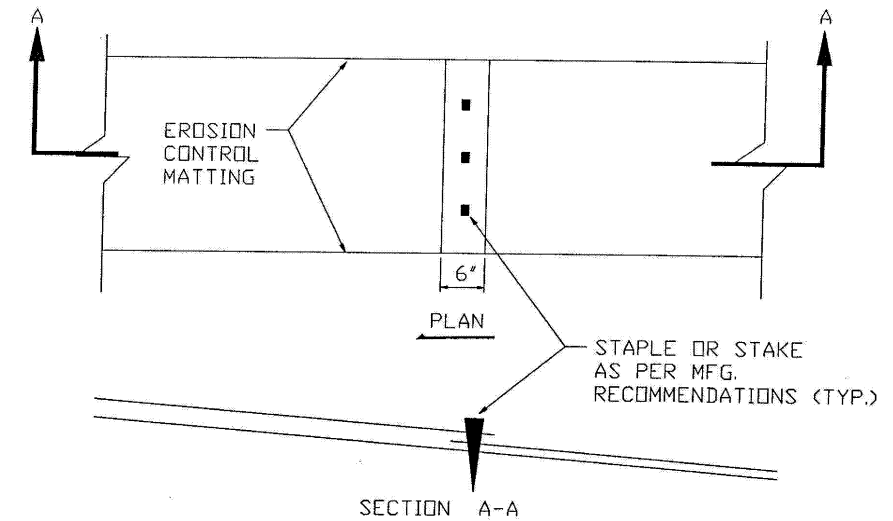 A
A
EROSION
CONTROL
MATTING
6"
PLAN
STAPLE OR STAKE
AS PER MFG.
RECOMMENDATIONS (TYP.)
SECTION A-A